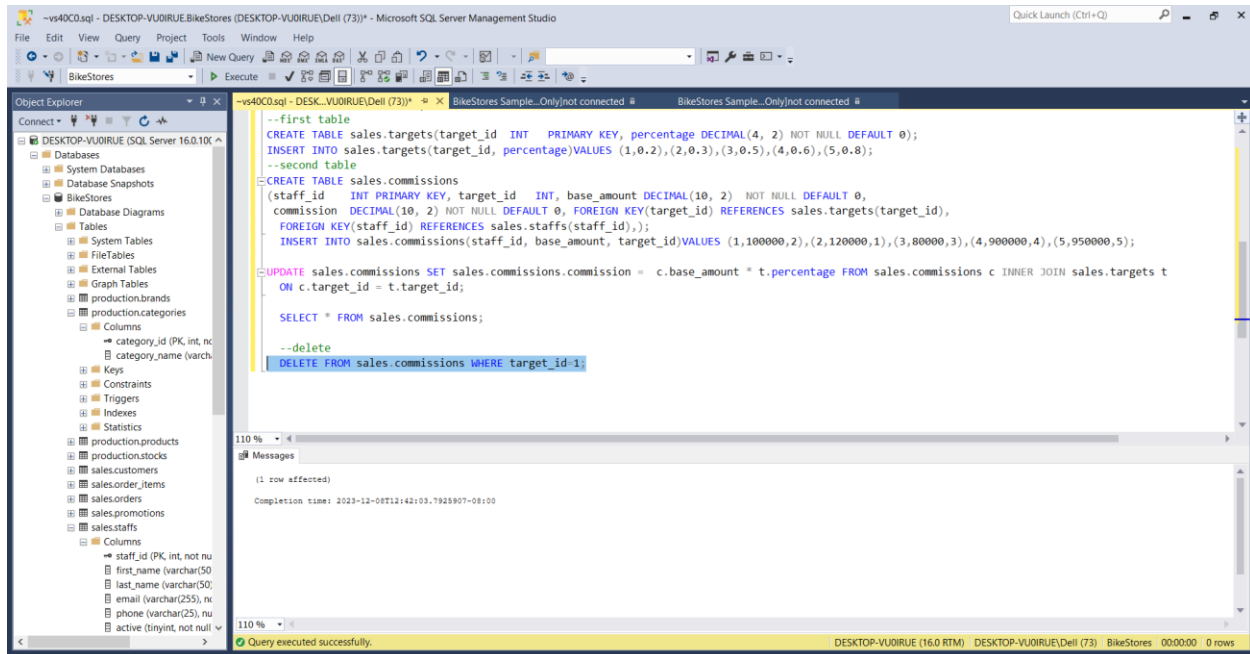 ~vs40C0.sql - DESKTOP-VU0IRUE.BikeStores (DESKTOP-VU0IRUE\Dell (73))* - Microsoft SQL Server Management Studio
Quick Launch (Ctrl+Q)
File Edit View Query Project Tools Window Help
New Query
BikeStores
Execute
Object Explorer
Connect
DESKTOP-VU0IRUE (SQL Server 16.0.100
Databases
System Databases
Database Snapshots
BikeStores
Database Diagrams
Tables
System Tables
FileTables
External Tables
Graph Tables
production.brands
production.categories
Columns
category_id (PK, int, no
category_name (varch
Keys
Constraints
Triggers
Indexes
Statistics
production.products
production.stocks
sales.customers
sales.order_items
sales.orders
sales.promotions
sales.staffs
Columns
staff_id (PK, int, not nu
first_name (varchar(50
last_name (varchar(50)
email (varchar(255), no
phone (varchar(25), nu
active (tinyint, not null
~vs40C0.sql - DESK...VU0IRUE\Dell (73))* BikeStores Sample...Only]not connected BikeStores Sample...Only]not connected
--first table
CREATE TABLE sales.targets(target_id INT PRIMARY KEY, percentage DECIMAL(4, 2) NOT NULL DEFAULT 0);
INSERT INTO sales.targets(target_id, percentage)VALUES (1,0.2),(2,0.3),(3,0.5),(4,0.6),(5,0.8);
--second table
CREATE TABLE sales.commissions
(staff_id INT PRIMARY KEY, target_id INT, base_amount DECIMAL(10, 2) NOT NULL DEFAULT 0,
commission DECIMAL(10, 2) NOT NULL DEFAULT 0, FOREIGN KEY(target_id) REFERENCES sales.targets(target_id),
FOREIGN KEY(staff_id) REFERENCES sales.staffs(staff_id),);
INSERT INTO sales.commissions(staff_id, base_amount, target_id)VALUES (1,100000,2),(2,120000,1),(3,80000,3),(4,900000,4),(5,950000,5);
UPDATE sales.commissions SET sales.commissions.commission = c.base_amount * t.percentage FROM sales.commissions c INNER JOIN sales.targets t
ON c.target_id = t.target_id;
SELECT * FROM sales.commissions;
--delete
DELETE FROM sales.commissions WHERE target_id=1;
110 %
Messages
(1 row affected)
Completion time: 2023-12-08T12:42:03.7925907-08:00
110 %
Query executed successfully.
DESKTOP-VU0IRUE (16.0 RTM) DESKTOP-VU0IRUE\Dell (73) BikeStores 00:00:00 0 rows